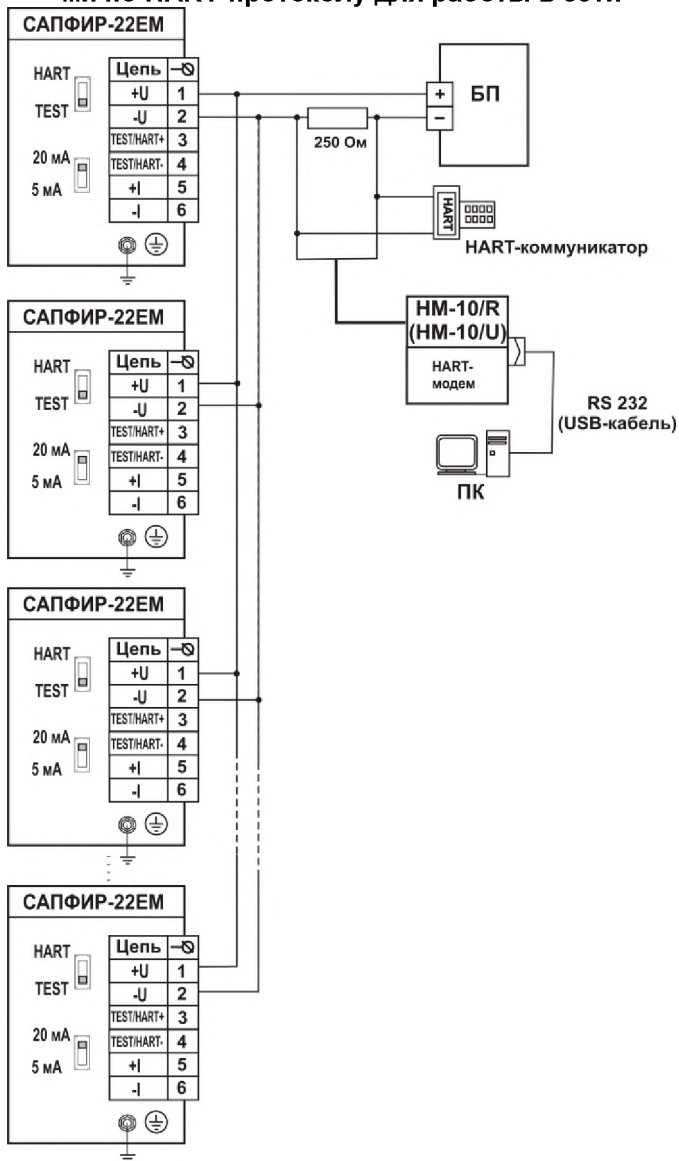 САПФИР-22ЕМ
HART
TEST
20 мА
5 мА
Цепь
+U 1
-U 2
TEST/HART+ 3
TEST/HART- 4
+I 5
-I 6
+ БП
−
250 Ом
HART
HART-коммуникатор
HM-10/R
(HM-10/U)
HART-
модем
RS 232
(USB-кабель)
ПК
САПФИР-22ЕМ
HART
TEST
20 мА
5 мА
Цепь
+U 1
-U 2
TEST/HART+ 3
TEST/HART- 4
+I 5
-I 6
САПФИР-22ЕМ
HART
TEST
20 мА
5 мА
Цепь
+U 1
-U 2
TEST/HART+ 3
TEST/HART- 4
+I 5
-I 6
САПФИР-22ЕМ
HART
TEST
20 мА
5 мА
Цепь
+U 1
-U 2
TEST/HART+ 3
TEST/HART- 4
+I 5
-I 6